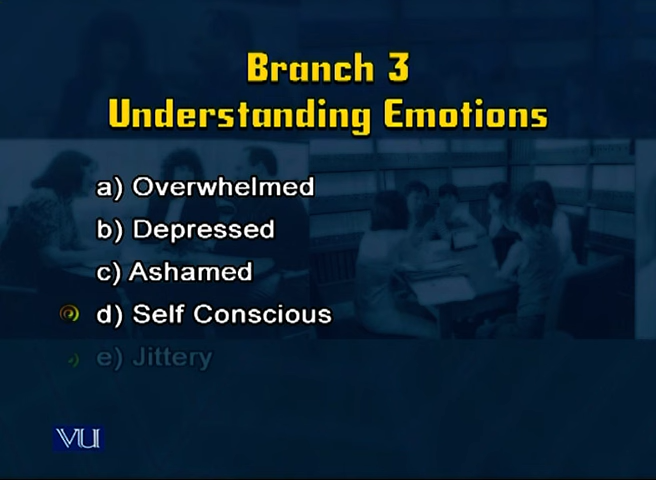 Branch 3
Understanding Emotions
a) Overwhelmed
b) Depressed
c) Ashamed
d) Self Conscious
e) Jittery
VU